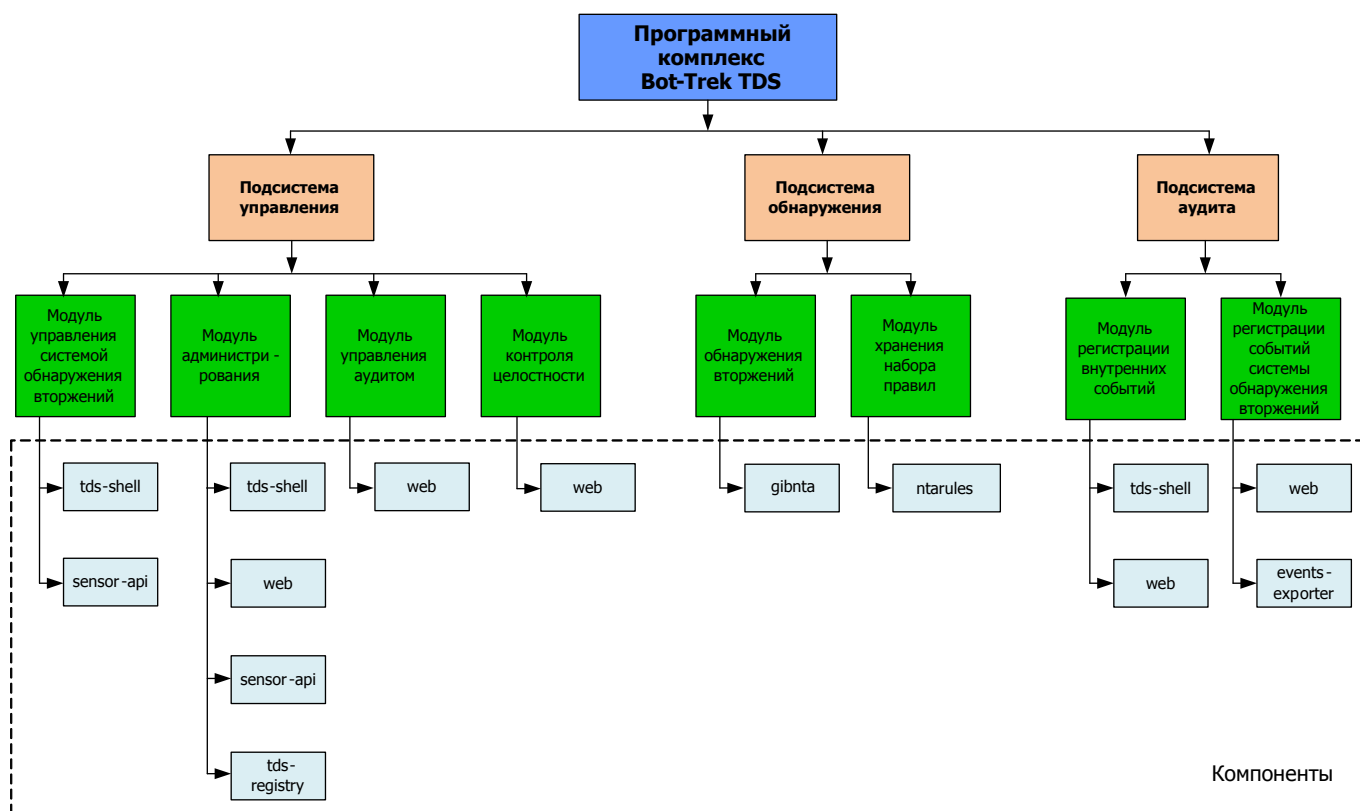 Программный
комплекс
Bot-Trek TDS
Подсистема
управления
Подсистема
обнаружения
Подсистема
аудита
Модуль
управления
системой
обнаружения
вторжений
Модуль
администри -
рования
Модуль
управления
аудитом
Модуль
контроля
целостности
Модуль
обнаружения
вторжений
Модуль
хранения
набора
правил
Модуль
регистрации
внутренних
событий
Модуль
регистрации
событий
системы
обнаружения
вторжений
tds-shell
sensor-api
tds-shell
web
sensor-api
tds-
registry
web
web
gibnta
ntarules
tds-shell
web
web
events-
exporter
Компоненты